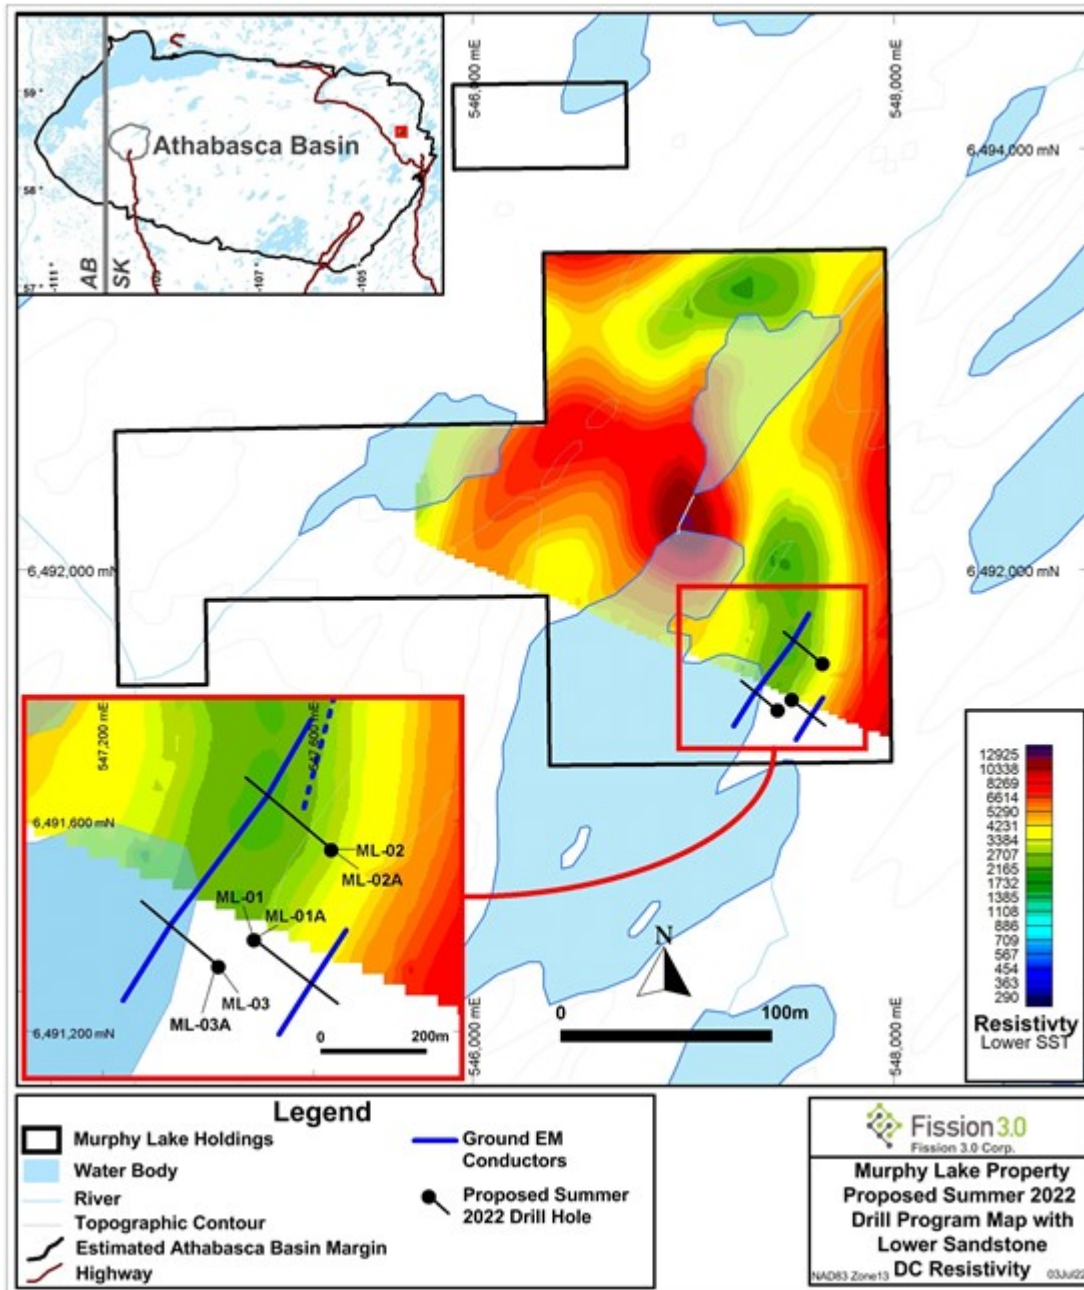 59°
58°
57°
-111°
-109
-107
-105
AB
SK
Athabasca Basin
546,000 mE
548,000 mE
6,494,000 mN
6,492,000 mN
6,492,000 mN
547,200 mE
547,600 mE
6,491,600 mN
6,491,200 mN
ML-02
ML-02A
ML-01
ML-01A
ML-03
ML-03A
0 200m
N
0 100m
546,000 mE
548,000 mE
12925
10338
8269
6614
5290
4231
3384
2707
2165
1732
1385
1108
886
709
567
454
363
290
Resistivty
Lower SST
Legend
Murphy Lake Holdings
Water Body
River
Topographic Contour
Estimated Athabasca Basin Margin
Highway
Ground EM
Conductors
Proposed Summer
2022 Drill Hole
Fission 3.0
Fission 3.0 Corp.
Murphy Lake Property
Proposed Summer 2022
Drill Program Map with
Lower Sandstone
DC Resistivity
NAD83 Zone13
03Jul22